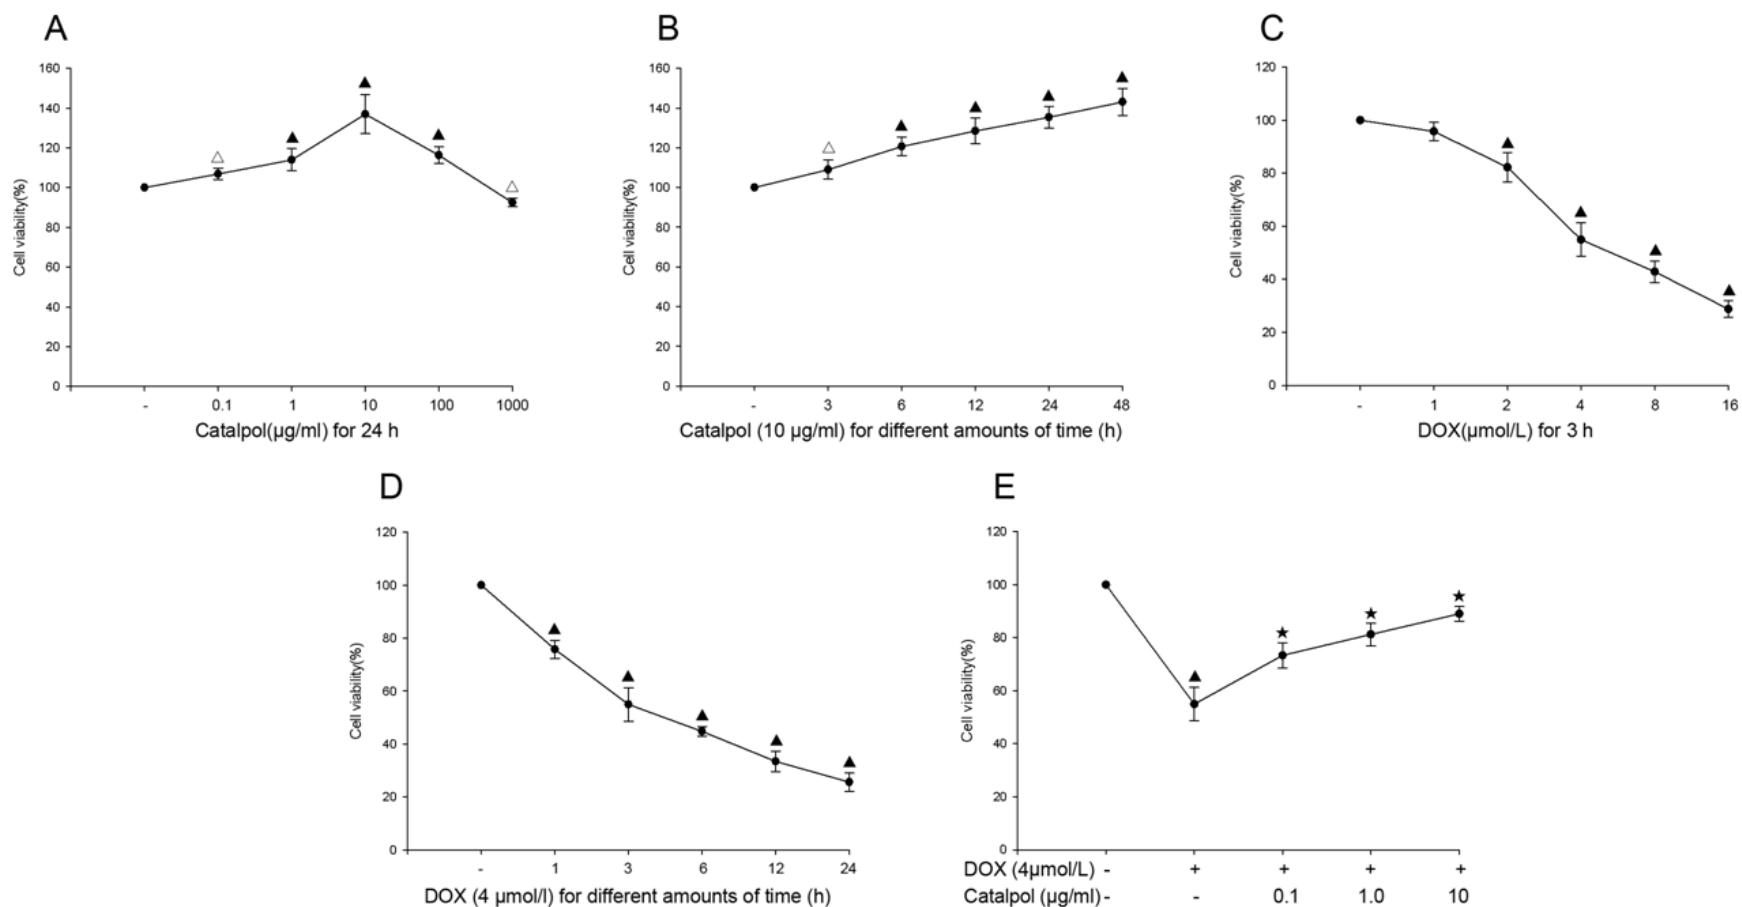 A
Cell viability(%)
160
140
120
100
80
60
40
20
0
- 0.1 1 10 100 1000
Catalpol(μg/ml) for 24 h
B
Cell viability(%)
160
140
120
100
80
60
40
20
0
- 3 6 12 24 48
Catalpol (10 μg/ml) for different amounts of time (h)
C
Cell viability(%)
120
100
80
60
40
20
0
- 1 2 4 8 16
DOX(μmol/L) for 3 h
D
Cell viability(%)
120
100
80
60
40
20
0
- 1 3 6 12 24
DOX (4 μmol/l) for different amounts of time (h)
E
Cell viability(%)
120
100
80
60
40
20
0
DOX (4μmol/L) - + + + +
Catalpol (μg/ml) - - 0.1 1.0 10